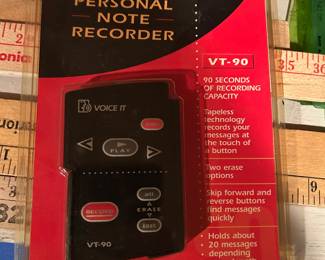 PERSONAL
NOTE
RECORDER
VT-90
90 SECONDS
OF RECORDING
CAPACITY
Tapeless
technology
records your
messages at
the touch of
a button
• Two erase
options
• Skip forward and
reverse buttons
find messages
quickly
• Holds about
20 messages
depending
VOICE IT
PLAY
RECORD
ERASE
VT-90